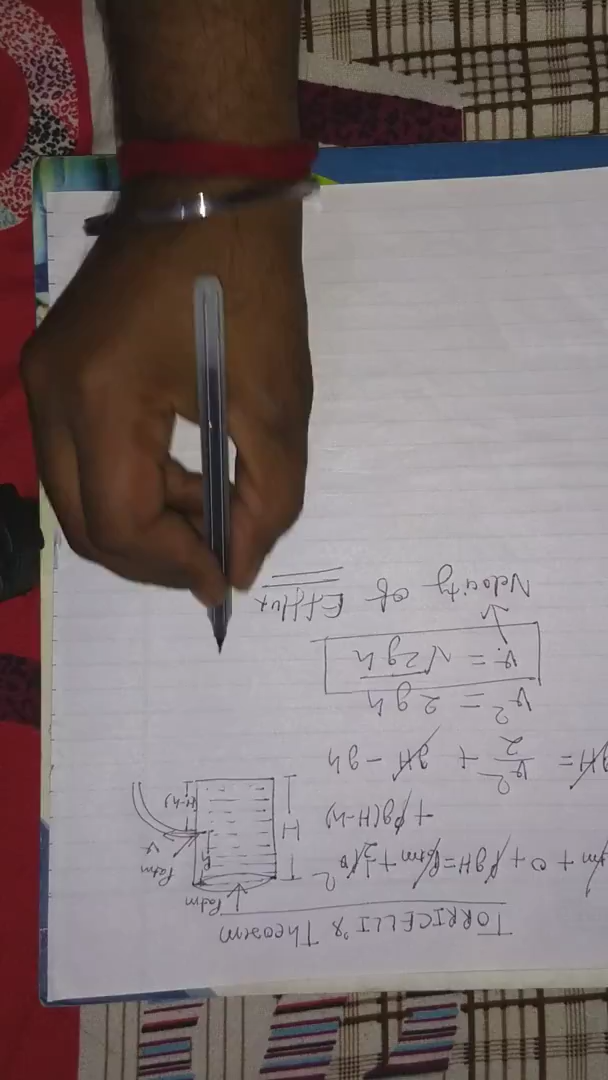 TORRICELLI'S Theorem
Patm
Patm
v
h
H
(H-h)
+ 0 + ρgH = Patm + ½ρv²
+ ρg(H-h)
gH = v²/2 + gH - gh
v² = 2gh
v = √2gh
Velocity of Efflux